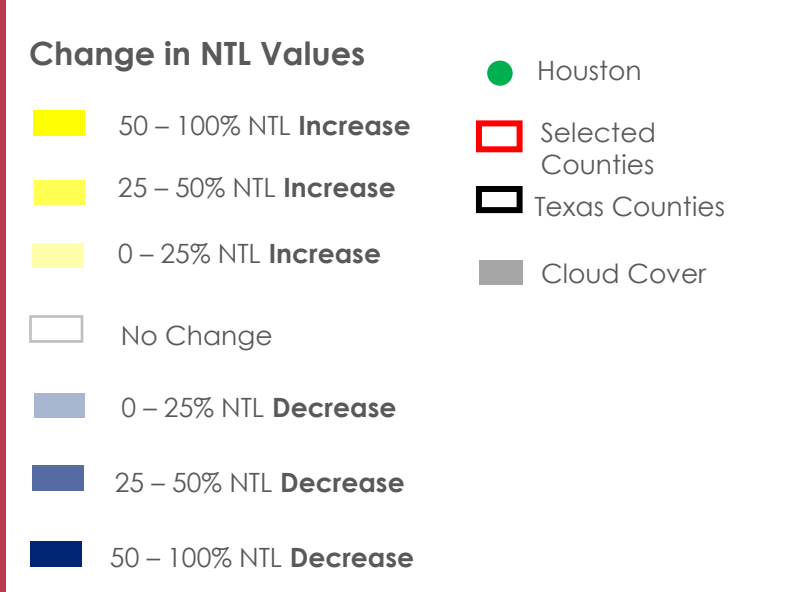 Change in NTL Values
50 – 100% NTL Increase
25 – 50% NTL Increase
0 – 25% NTL Increase
No Change
0 – 25% NTL Decrease
25 – 50% NTL Decrease
50 – 100% NTL Decrease
Houston
Selected
Counties
Texas Counties
Cloud Cover